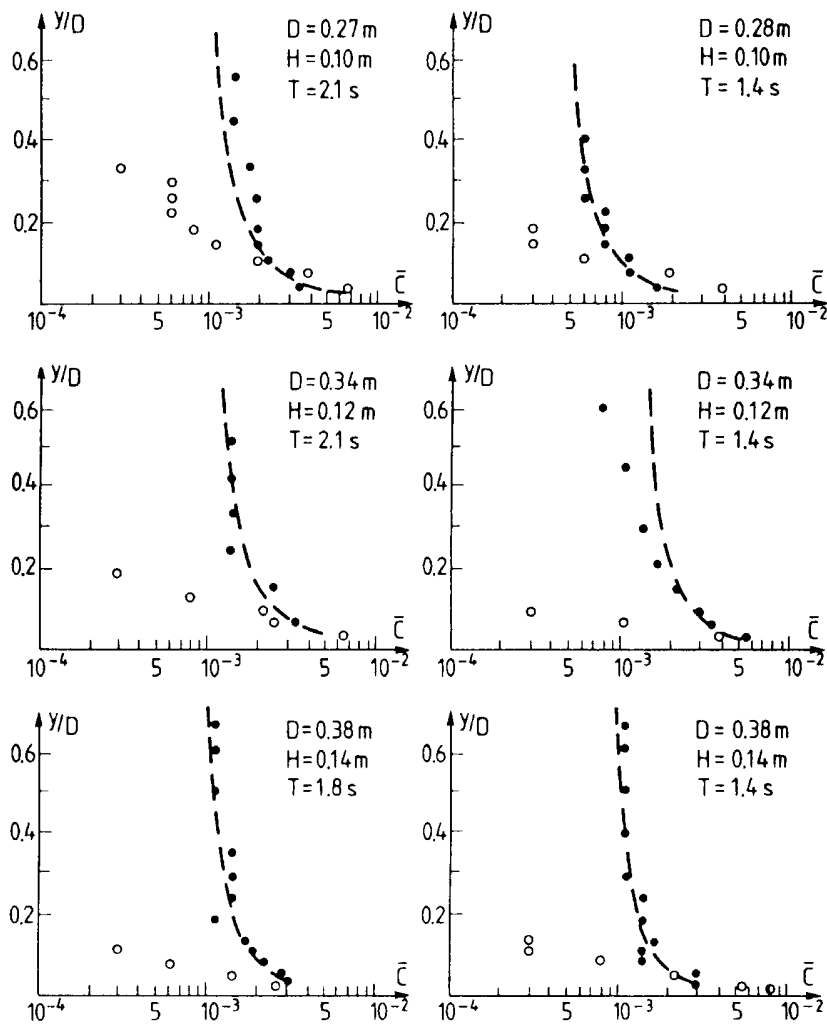 y/D
D = 0.27 m
H = 0.10 m
T = 2.1 s
0.6
0.4
0.2
C̄
10⁻⁴ 5 10⁻³ 5 10⁻²
y/D
D = 0.28 m
H = 0.10 m
T = 1.4 s
0.6
0.4
0.2
C̄
10⁻⁴ 5 10⁻³ 5 10⁻²
y/D
D = 0.34 m
H = 0.12 m
T = 2.1 s
0.6
0.4
0.2
C̄
10⁻⁴ 5 10⁻³ 5 10⁻²
y/D
D = 0.34 m
H = 0.12 m
T = 1.4 s
0.6
0.4
0.2
C̄
10⁻⁴ 5 10⁻³ 5 10⁻²
y/D
D = 0.38 m
H = 0.14 m
T = 1.8 s
0.6
0.4
0.2
C̄
10⁻⁴ 5 10⁻³ 5 10⁻²
y/D
D = 0.38 m
H = 0.14 m
T = 1.4 s
0.6
0.4
0.2
C̄
10⁻⁴ 5 10⁻³ 5 10⁻²